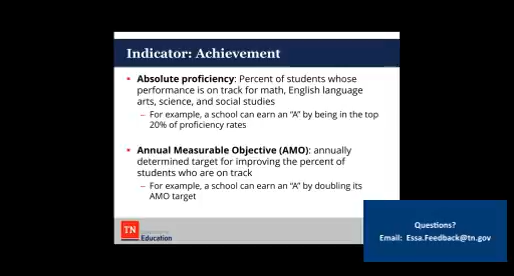 Indicator: Achievement
Absolute proficiency: Percent of students whose
performance is on track for math, English language
arts, science, and social studies
– For example, a school can earn an “A” by being in the top
20% of proficiency rates
Annual Measurable Objective (AMO): annually
determined target for improving the percent of
students who are on track
– For example, a school can earn an “A” by doubling its
AMO target
TN
Education
Questions?
Email: Essa.Feedback@tn.gov